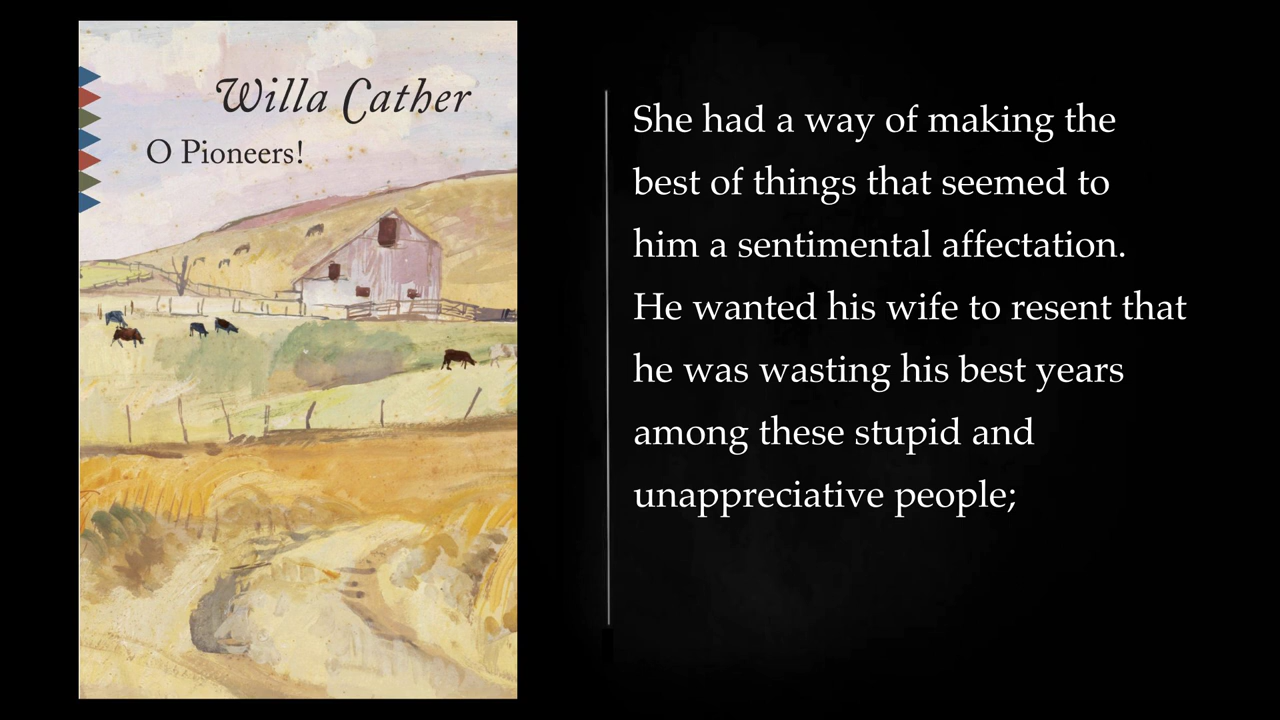 Willa Cather
O Pioneers!
She had a way of making the
best of things that seemed to
him a sentimental affectation.
He wanted his wife to resent that
he was wasting his best years
among these stupid and
unappreciative people;